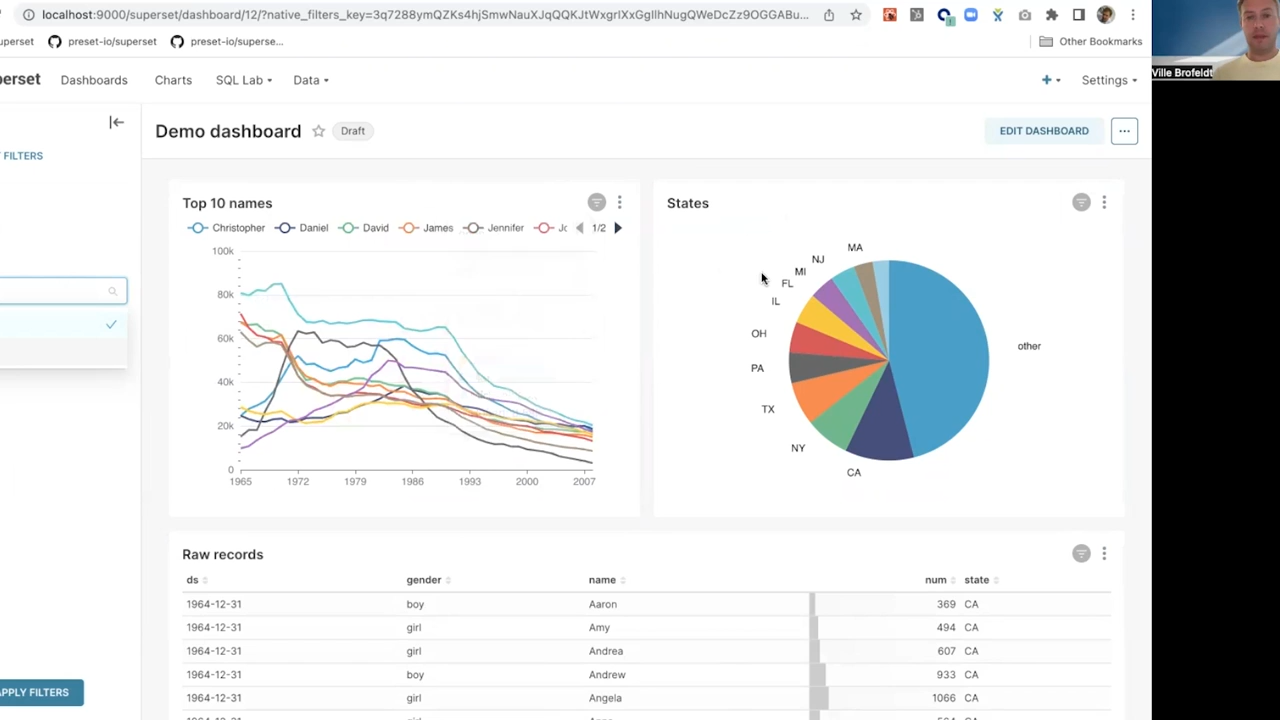 localhost:9000/superset/dashboard/12/?native_filters_key=3q7288ymQZKs4hjSmwNauXJqQQKJtWxgrlXxGgIlhNugQWeDcZz9OGGABu...
uperset preset-io/superset preset-io/superse... Other Bookmarks
perset Dashboards Charts SQL Lab Data Settings
Ville Brofeldt
Demo dashboard Draft EDIT DASHBOARD ...
FILTERS
Top 10 names
Christopher Daniel David James Jennifer Jo 1/2
100k
80k
60k
40k
20k
0
1965 1972 1979 1986 1993 2000 2007
States
MA
NJ
MI
FL
IL
OH
other
PA
TX
NY
CA
Raw records
ds gender name num state
1964-12-31 boy Aaron 369 CA
1964-12-31 girl Amy 494 CA
1964-12-31 girl Andrea 607 CA
1964-12-31 boy Andrew 933 CA
1964-12-31 girl Angela 1066 CA
APPLY FILTERS